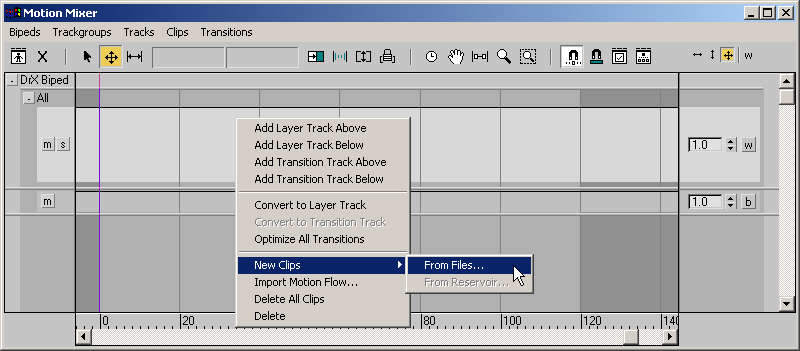 Motion Mixer
Bipeds Trackgroups Tracks Clips Transitions
w
- DrX Biped
- All
Add Layer Track Above
Add Layer Track Below
Add Transition Track Above
Add Transition Track Below
m s
1.0 w
Convert to Layer Track
m
1.0 b
Convert to Transition Track
Optimize All Transitions
New Clips
From Files...
Import Motion Flow...
From Reservoir...
Delete All Clips
Delete
0 20 80 100 120 140